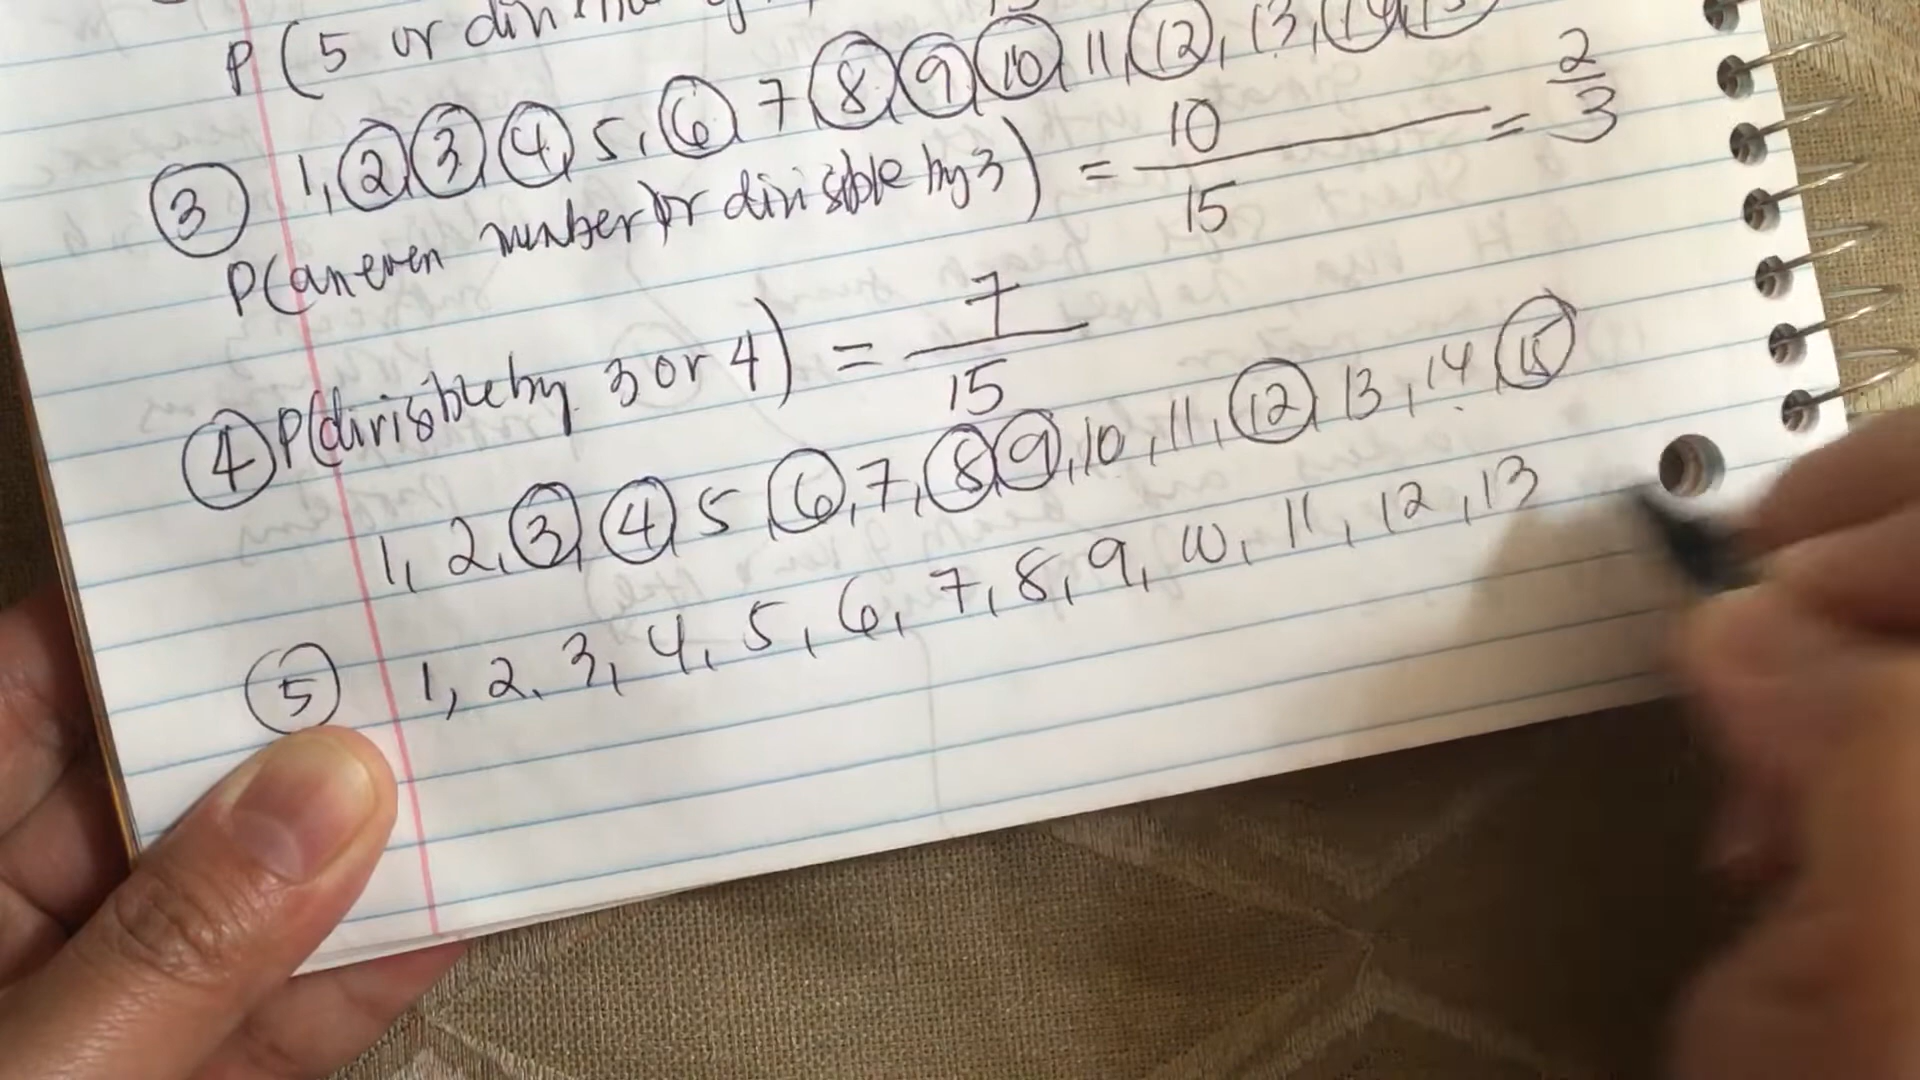 P(5 or divisible
③ 1, ② ③ ④ 5, ⑥ 7 ⑧ ⑨ ⑩ 11 ⑫, 13, ⑭ ⑮
P(an even number or divisible by 3) = 10/15 = 2/3
④ P(divisible by 3 or 4) = 7/15
1, 2, ③, ④, 5 ⑥, 7, ⑧ ⑨, 10, 11, ⑫, 13, 14, ⑮
⑤ 1, 2, 3, 4, 5, 6, 7, 8, 9, 10, 11, 12, 13